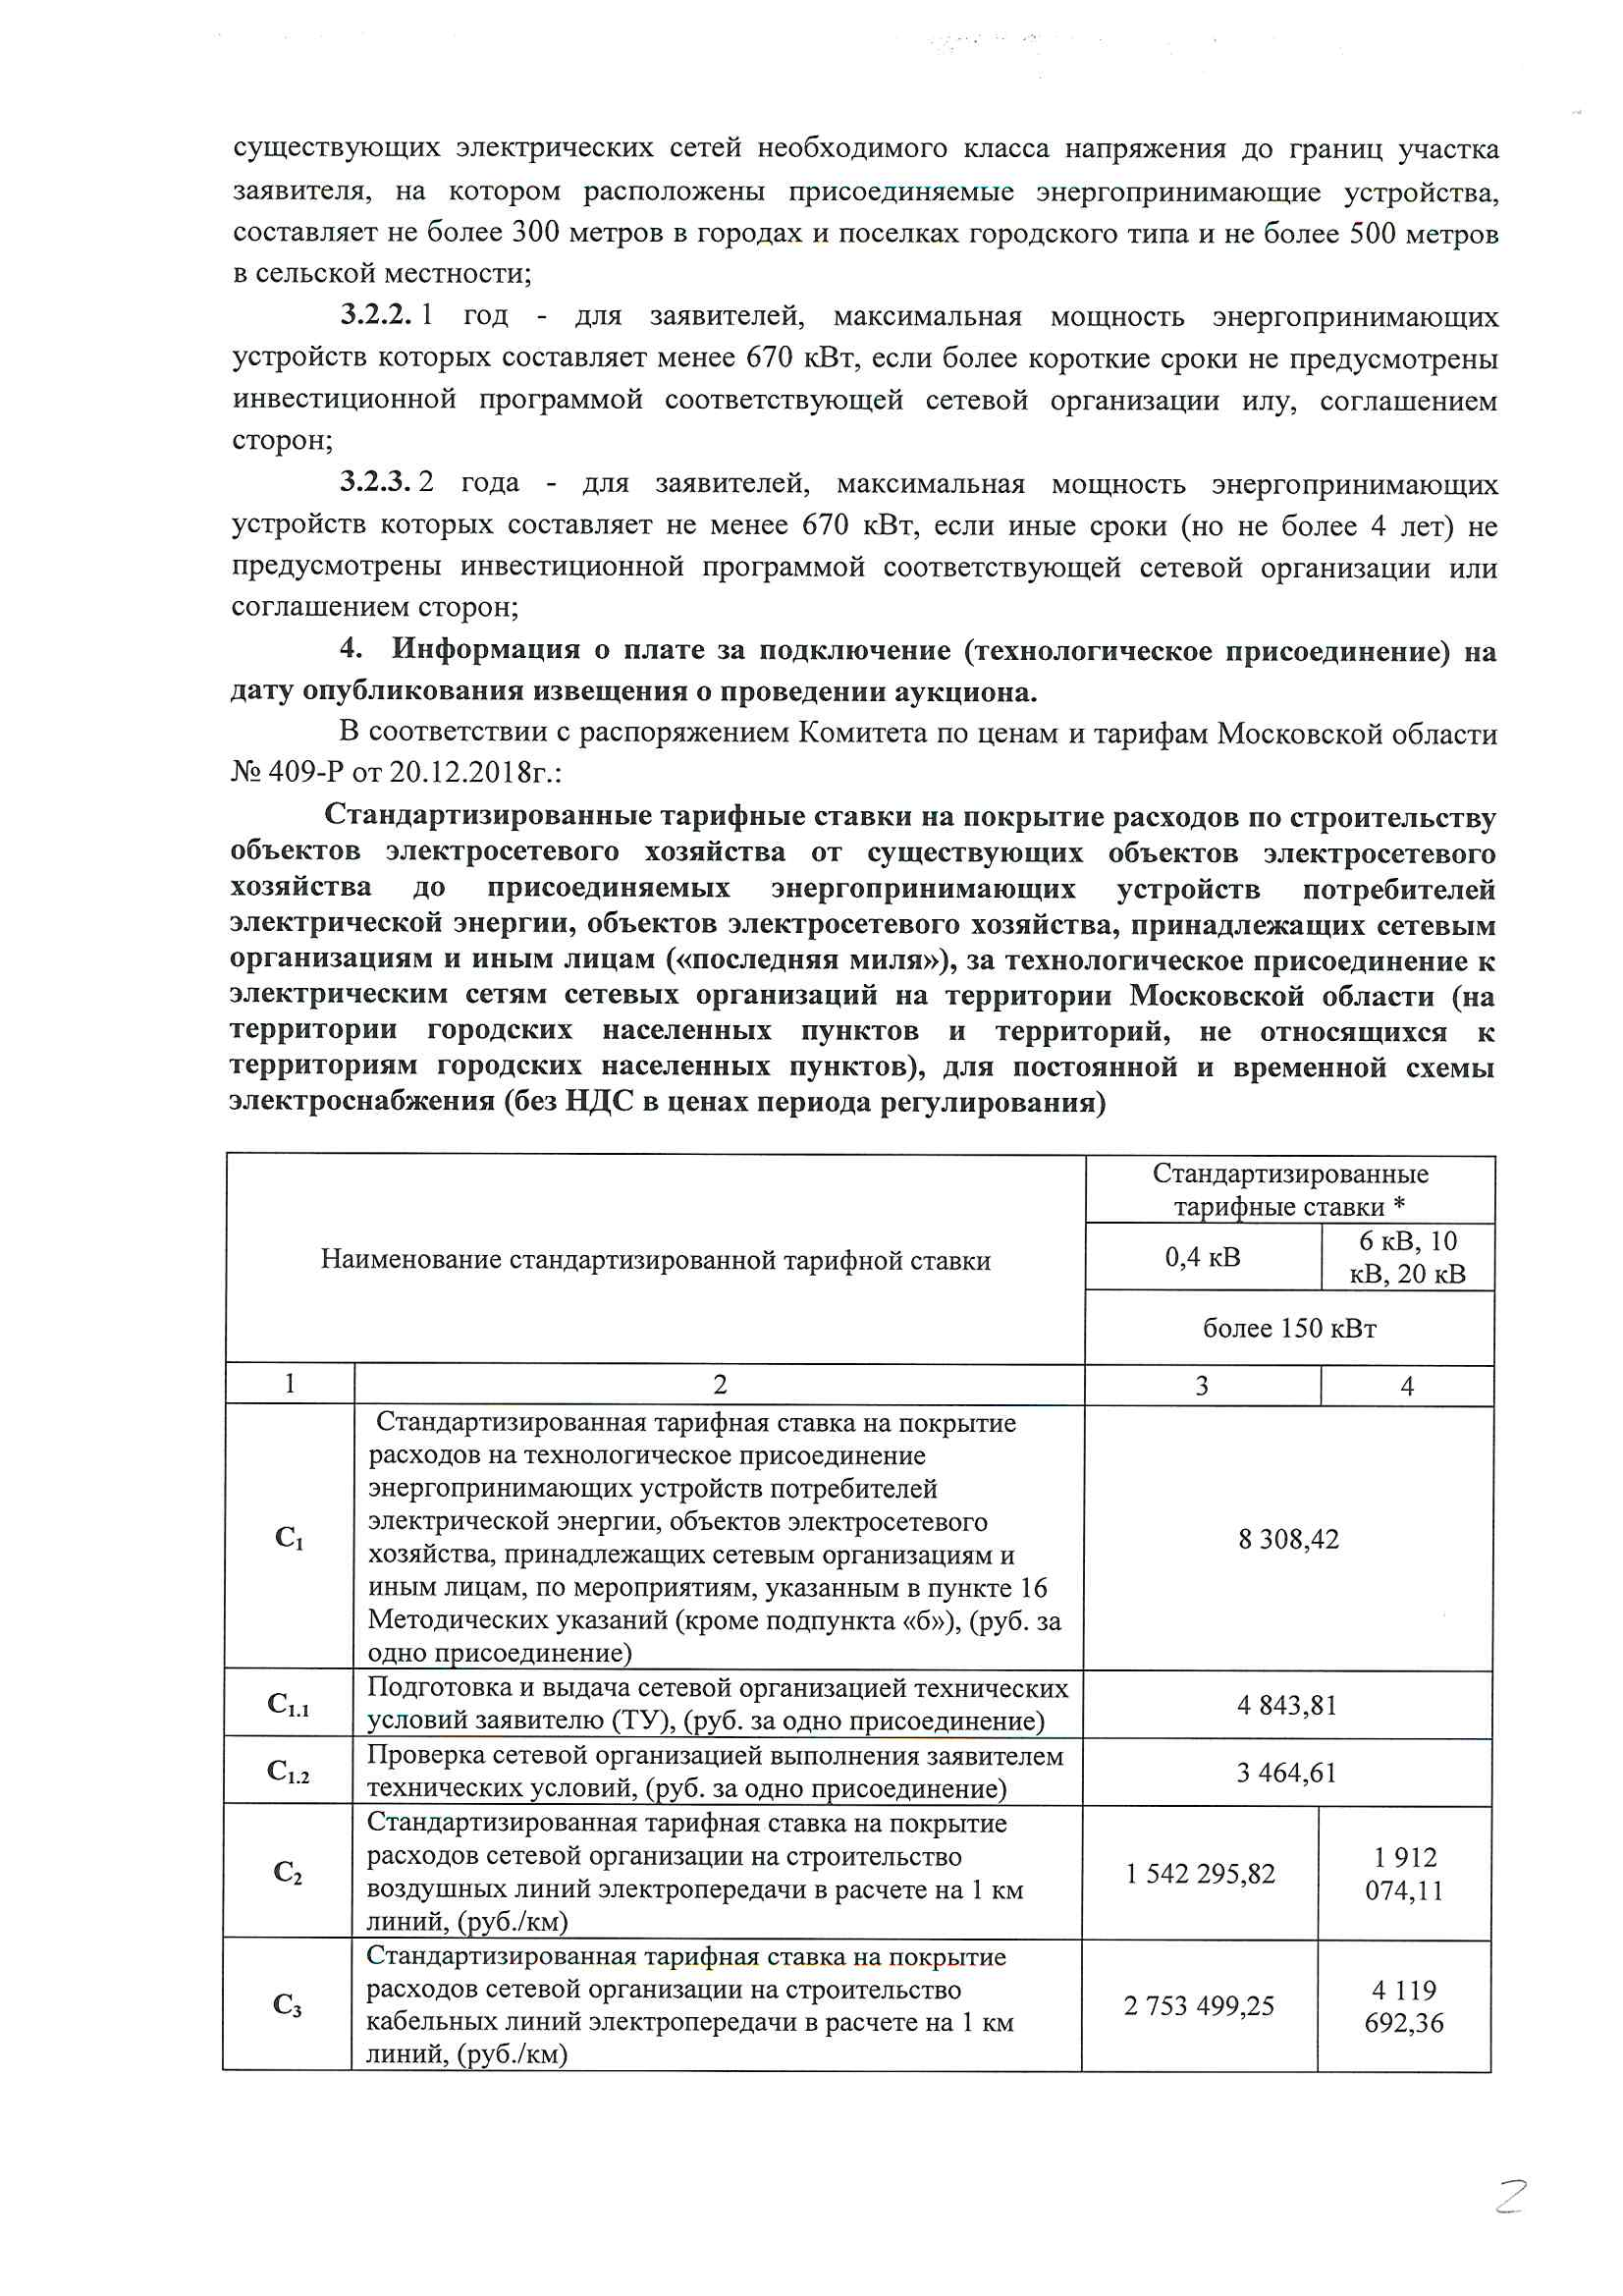 существующих электрических сетей необходимого класса напряжения до границ участка
заявителя, на котором расположены присоединяемые энергопринимающие устройства,
составляет не более 300 метров в городах и поселках городского типа и не более 500 метров
в сельской местности;
3.2.2. 1 год - для заявителей, максимальная мощность энергопринимающих
устройств которых составляет менее 670 кВт, если более короткие сроки не предусмотрены
инвестиционной программой соответствующей сетевой организации илу, соглашением
сторон;
3.2.3. 2 года - для заявителей, максимальная мощность энергопринимающих
устройств которых составляет не менее 670 кВт, если иные сроки (но не более 4 лет) не
предусмотрены инвестиционной программой соответствующей сетевой организации или
соглашением сторон;
4. Информация о плате за подключение (технологическое присоединение) на
дату опубликования извещения о проведении аукциона.
В соответствии с распоряжением Комитета по ценам и тарифам Московской области
№ 409-Р от 20.12.2018г.:
Стандартизированные тарифные ставки на покрытие расходов по строительству
объектов электросетевого хозяйства от существующих объектов электросетевого
хозяйства до присоединяемых энергопринимающих устройств потребителей
электрической энергии, объектов электросетевого хозяйства, принадлежащих сетевым
организациям и иным лицам («последняя миля»), за технологическое присоединение к
электрическим сетям сетевых организаций на территории Московской области (на
территории городских населенных пунктов и территорий, не относящихся к
территориям городских населенных пунктов), для постоянной и временной схемы
электроснабжения (без НДС в ценах периода регулирования)
Наименование стандартизированной тарифной ставки
Стандартизированные
тарифные ставки *
0,4 кВ
6 кВ, 10
кВ, 20 кВ
более 150 кВт
1
2
3
4
С1
Стандартизированная тарифная ставка на покрытие
расходов на технологическое присоединение
энергопринимающих устройств потребителей
электрической энергии, объектов электросетевого
хозяйства, принадлежащих сетевым организациям и
иным лицам, по мероприятиям, указанным в пункте 16
Методических указаний (кроме подпункта «б»), (руб. за
одно присоединение)
8 308,42
С1.1
Подготовка и выдача сетевой организацией технических
условий заявителю (ТУ), (руб. за одно присоединение)
4 843,81
С1.2
Проверка сетевой организацией выполнения заявителем
технических условий, (руб. за одно присоединение)
3 464,61
С2
Стандартизированная тарифная ставка на покрытие
расходов сетевой организации на строительство
воздушных линий электропередачи в расчете на 1 км
линий, (руб./км)
1 542 295,82
1 912
074,11
С3
Стандартизированная тарифная ставка на покрытие
расходов сетевой организации на строительство
кабельных линий электропередачи в расчете на 1 км
линий, (руб./км)
2 753 499,25
4 119
692,36
2